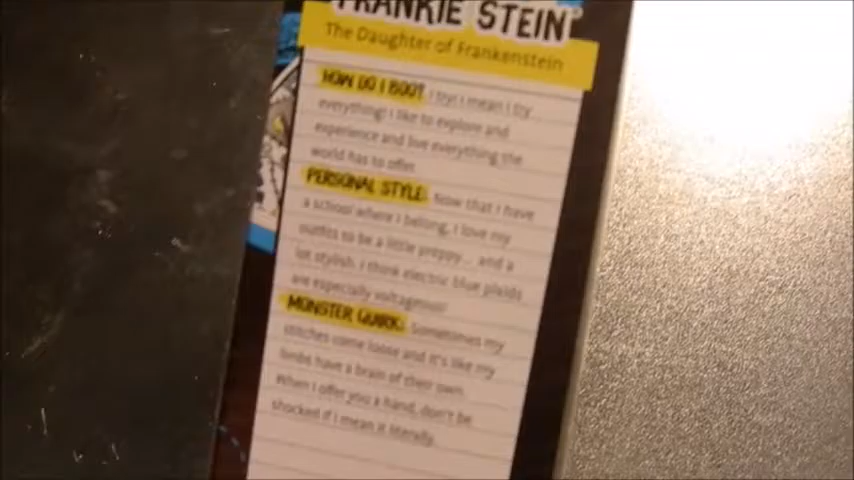 FRANKIE STEIN
The Daughter of Frankenstein
HOW DO I BOO? I try! I mean I try
everything! I like to explore and
experience and live everything the
world has to offer.
PERSONAL STYLE: Now that I have
a school where I belong, I love my
outfits to be a little preppy... and a
lot stylish. I think electric blue plaids
are especially voltageous!
MONSTER QUIRK: Sometimes my
stitches come loose and it's like my
limbs have a brain of their own.
When I offer you a hand, don't be
shocked if I mean it literally.